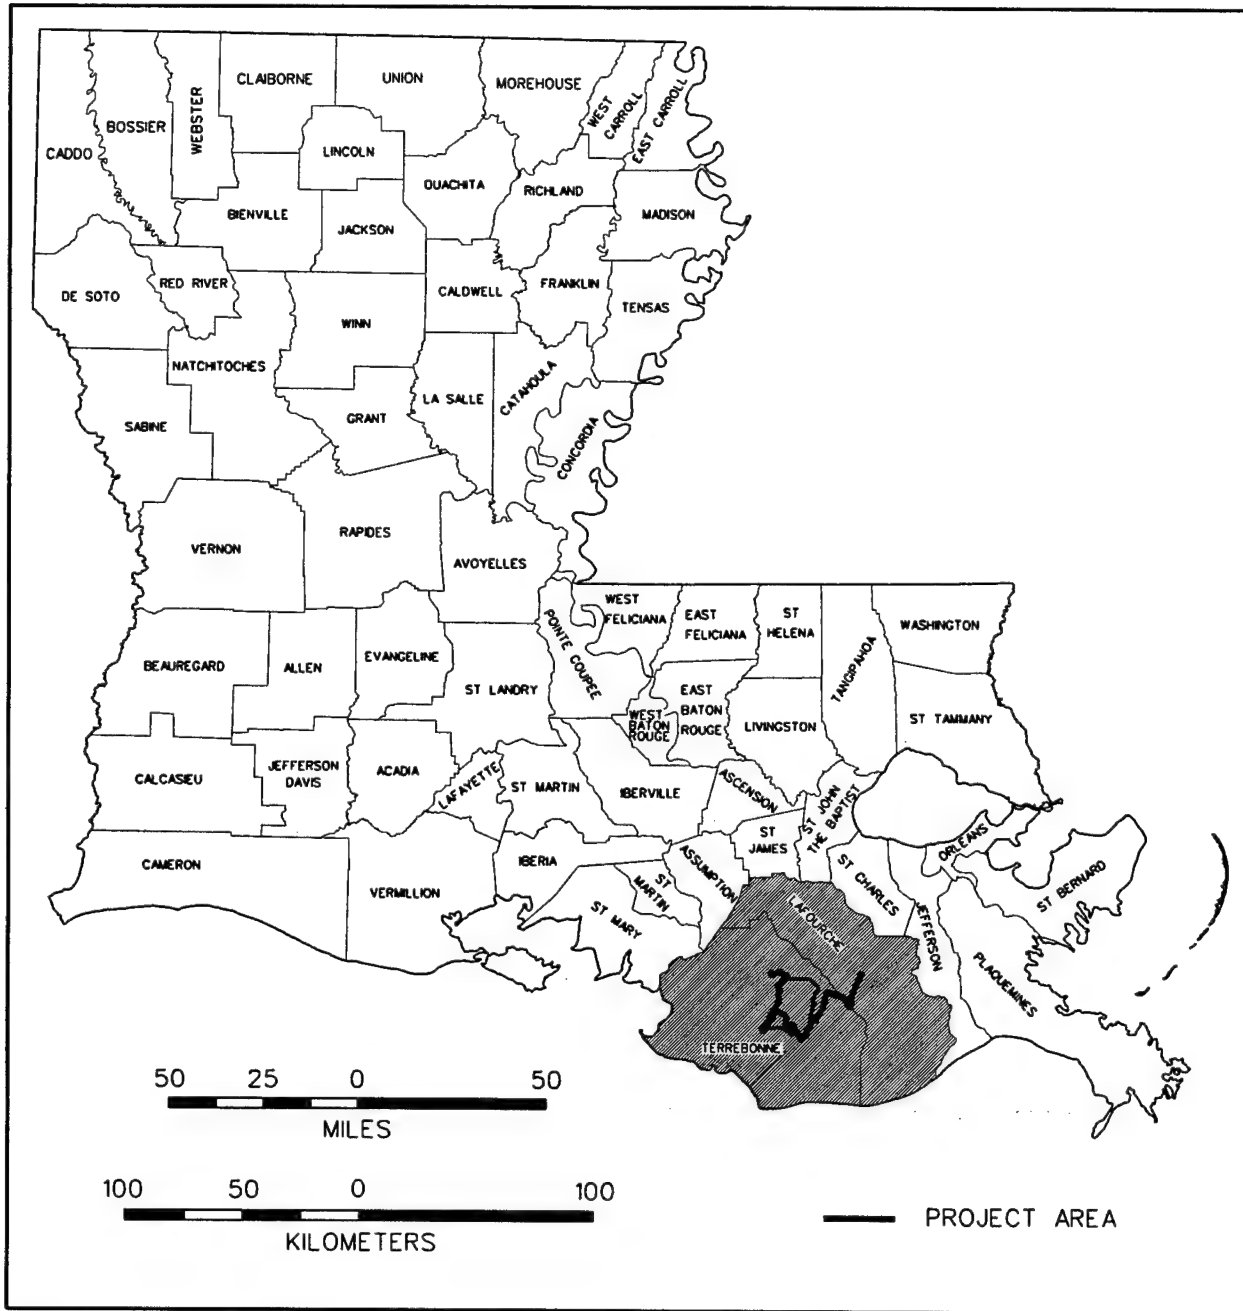 CLAIBORNE
UNION
MOREHOUSE
WEST
CARROLL
EAST CARROLL
CADDO
BOSSIER
WEBSTER
LINCOLN
OUACHITA
RICHLAND
MADISON
BIENVILLE
JACKSON
DE SOTO
RED RIVER
CALDWELL
FRANKLIN
TENSAS
WINN
NATCHITOCHES
LA SALLE
CATAHOULA
SABINE
GRANT
CONCORDIA
VERNON
RAPIDES
AVOYELLES
WEST
FELICIANA
EAST
FELICIANA
ST
HELENA
TANGIPAHOA
WASHINGTON
POINTE COUPEE
BEAUREGARD
ALLEN
EVANGELINE
ST LANDRY
WEST
BATON
ROUGE
EAST
BATON
ROUGE
LIVINGSTON
ST TAMMANY
CALCASIEU
JEFFERSON
DAVIS
ACADIA
LAFAYETTE
ST MARTIN
IBERVILLE
ASCENSION
ST JOHN
THE BAPTIST
ST
JAMES
ORLEANS
CAMERON
VERMILLION
IBERIA
ST
MARTIN
ST MARY
ASSUMPTION
ST CHARLES
ST BERNARD
LAFOURCHE
JEFFERSON
PLAQUEMINES
TERREBONNE
50 25 0 50
MILES
100 50 0 100
KILOMETERS
PROJECT AREA